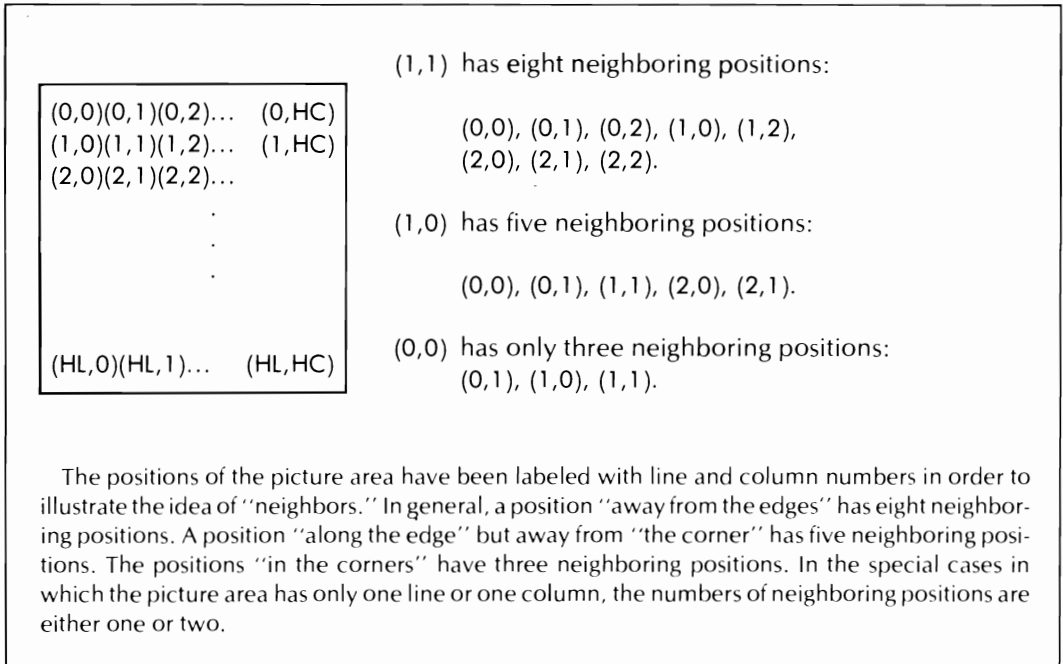 (0,0)(0,1)(0,2)... (0,HC)
(1,0)(1,1)(1,2)... (1,HC)
(2,0)(2,1)(2,2)...
.
.
.
(HL,0)(HL,1)... (HL,HC)
(1,1) has eight neighboring positions:
(0,0), (0,1), (0,2), (1,0), (1,2),
(2,0), (2,1), (2,2).
(1,0) has five neighboring positions:
(0,0), (0,1), (1,1), (2,0), (2,1).
(0,0) has only three neighboring positions:
(0,1), (1,0), (1,1).
The positions of the picture area have been labeled with line and column numbers in order to
illustrate the idea of "neighbors." In general, a position "away from the edges" has eight neighbor-
ing positions. A position "along the edge" but away from "the corner" has five neighboring posi-
tions. The positions "in the corners" have three neighboring positions. In the special cases in
which the picture area has only one line or one column, the numbers of neighboring positions are
either one or two.